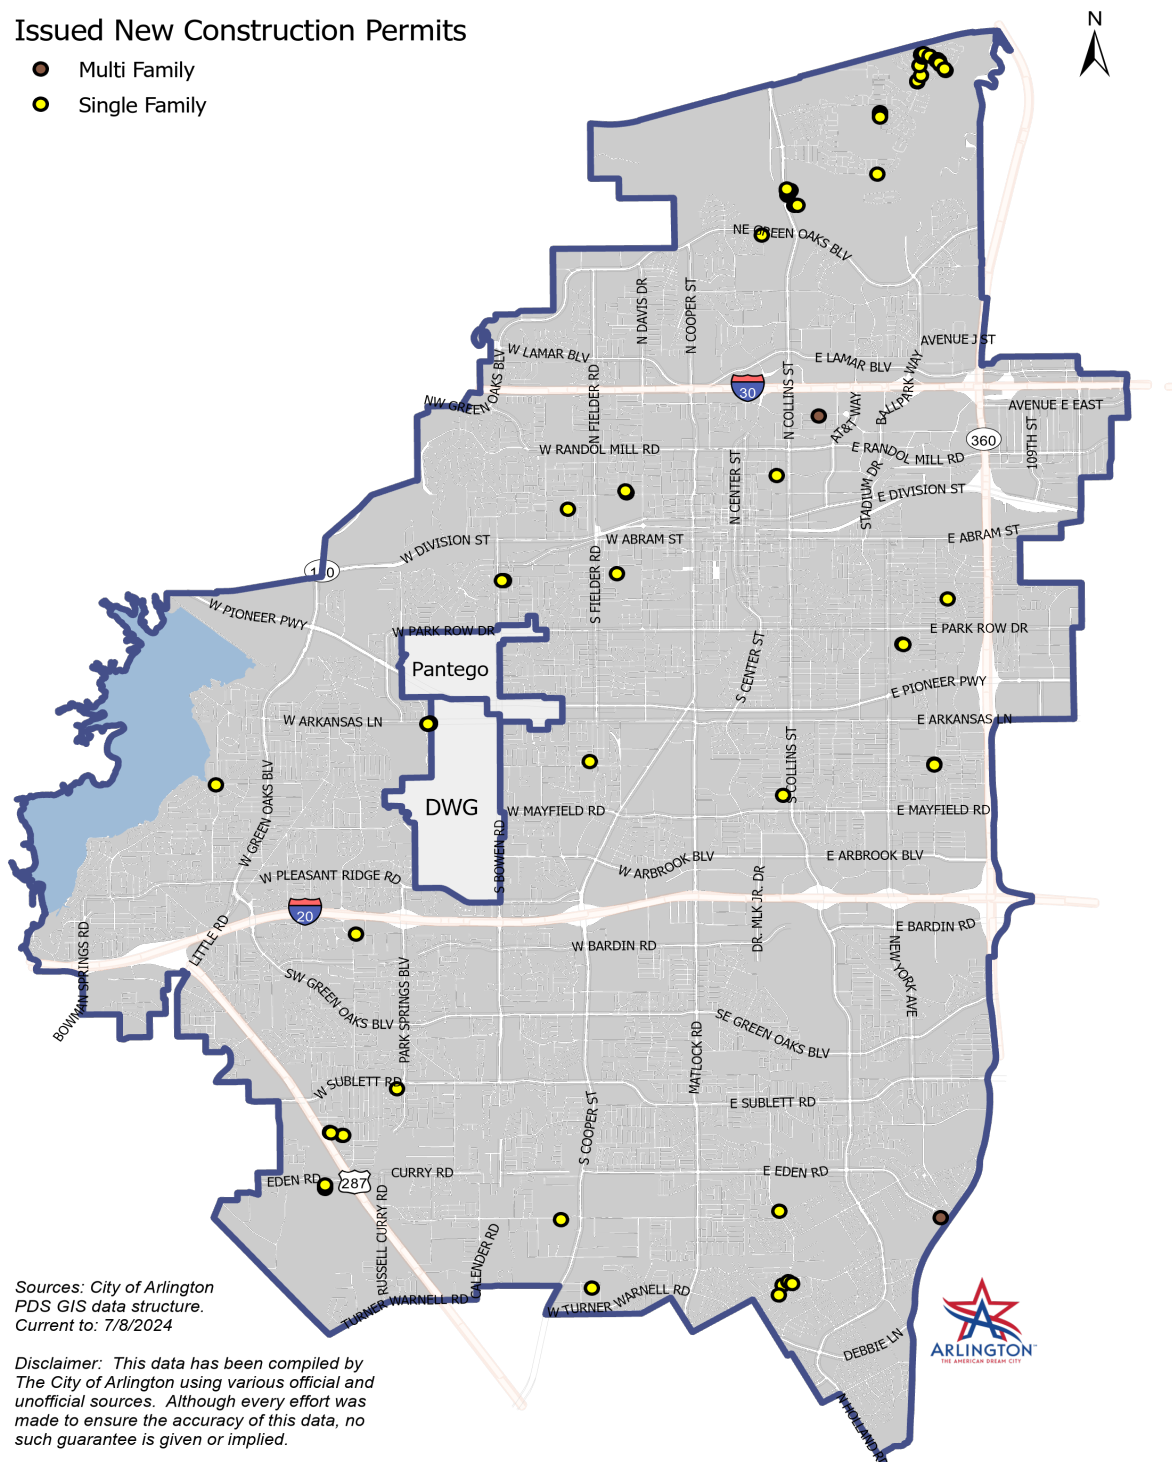 Issued New Construction Permits
N
Multi Family
Single Family
NE GREEN OAKS BLV
N DAVIS DR
N COOPER ST
AVENUE J ST
W LAMAR BLV
E LAMAR BLV
NW GREEN OAKS BLV
N FIELDER RD
30
N COLLINS ST
AT&T WAY
BALLPARK WAY
AVENUE E EAST
109TH ST
360
W RANDOL MILL RD
E RANDOL MILL RD
N CENTER ST
STADIUM DR
E DIVISION ST
W DIVISION ST
W ABRAM ST
E ABRAM ST
S FIELDER RD
W PIONEER PWY
W PARK ROW DR
E PARK ROW DR
Pantego
S CENTER ST
E PIONEER PWY
W ARKANSAS LN
E ARKANSAS LN
W GREEN OAKS BLV
S COLLINS ST
DWG
W MAYFIELD RD
E MAYFIELD RD
S BOWEN RD
W ARBROOK BLV
E ARBROOK BLV
W PLEASANT RIDGE RD
20
DR. MLK JR. DR
LITTLE RD
BOWMAN SPRINGS RD
W BARDIN RD
E BARDIN RD
NEW YORK AVE
SW GREEN OAKS BLV
PARK SPRINGS BLV
SE GREEN OAKS BLV
MATLOCK RD
W SUBLETT RD
E SUBLETT RD
S COOPER ST
EDEN RD
287
CURRY RD
E EDEN RD
RUSSELL CURRY RD
CALENDER RD
TURNER WARNELL RD
W TURNER WARNELL RD
DEBBIE LN
N HOLLAND RD
Sources: City of Arlington
PDS GIS data structure.
Current to: 7/8/2024
ARLINGTON™
THE AMERICAN DREAM CITY
Disclaimer: This data has been compiled by
The City of Arlington using various official and
unofficial sources. Although every effort was
made to ensure the accuracy of this data, no
such guarantee is given or implied.